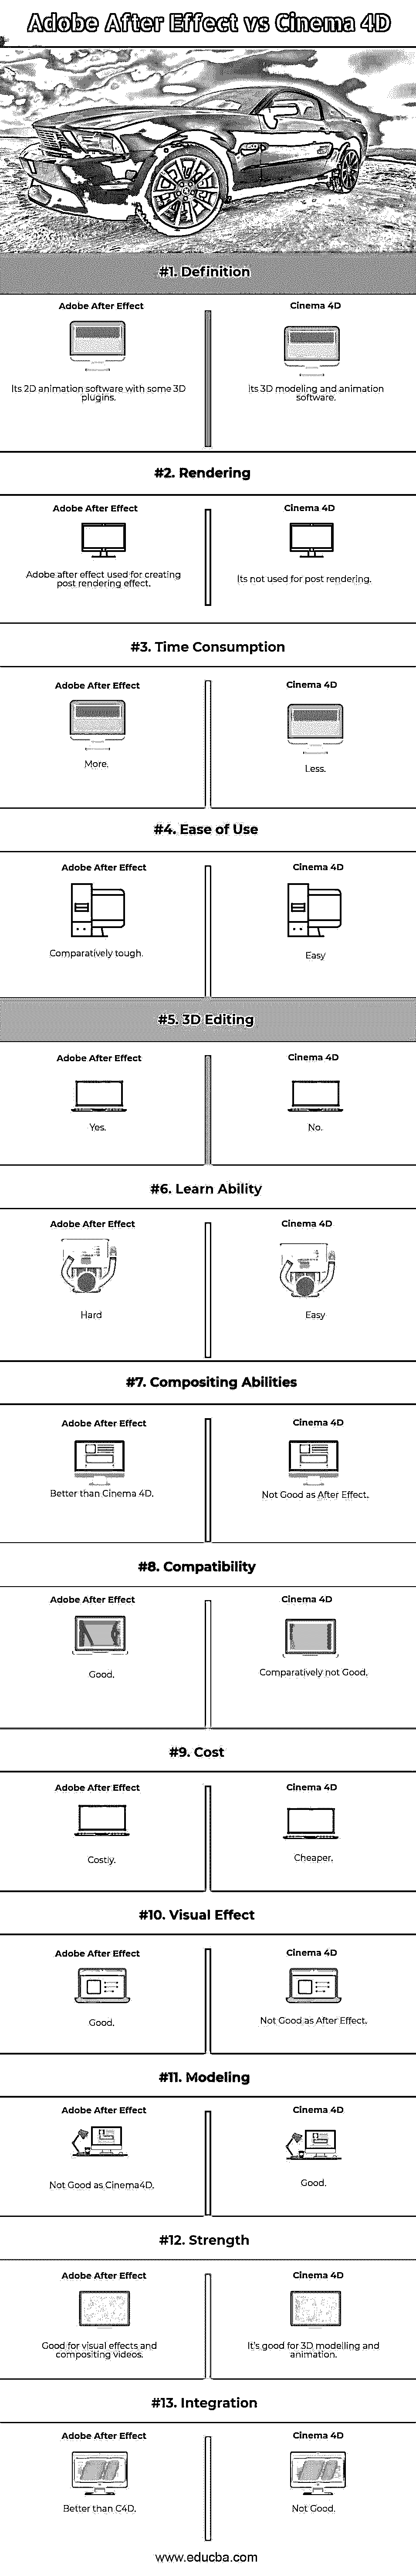 Adobe After Effect vs Cinema 4D
#1. Definition
Adobe After Effect
Cinema 4D
Its 2D animation software with some 3D
plugins.
Its 3D modeling and animation
software.
#2. Rendering
Adobe After Effect
Cinema 4D
Adobe after effect used for creating
post rendering effect.
Its not used for post rendering.
#3. Time Consumption
Adobe After Effect
Cinema 4D
More.
Less.
#4. Ease of Use
Adobe After Effect
Cinema 4D
Comparatively tough.
Easy
#5. 3D Editing
Adobe After Effect
Cinema 4D
Yes.
No.
#6. Learn Ability
Adobe After Effect
Cinema 4D
Hard
Easy
#7. Compositing Abilities
Adobe After Effect
Cinema 4D
Better than Cinema 4D.
Not Good as After Effect.
#8. Compatibility
Adobe After Effect
Cinema 4D
Good.
Comparatively not Good.
#9. Cost
Adobe After Effect
Cinema 4D
Costly.
Cheaper.
#10. Visual Effect
Adobe After Effect
Cinema 4D
Good.
Not Good as After Effect.
#11. Modeling
Adobe After Effect
Cinema 4D
Not Good as Cinema4D.
Good.
#12. Strength
Adobe After Effect
Cinema 4D
Good for visual effects and
compositing videos.
It's good for 3D modelling and
animation.
#13. Integration
Adobe After Effect
Cinema 4D
Better than C4D.
Not Good.
www.educba.com